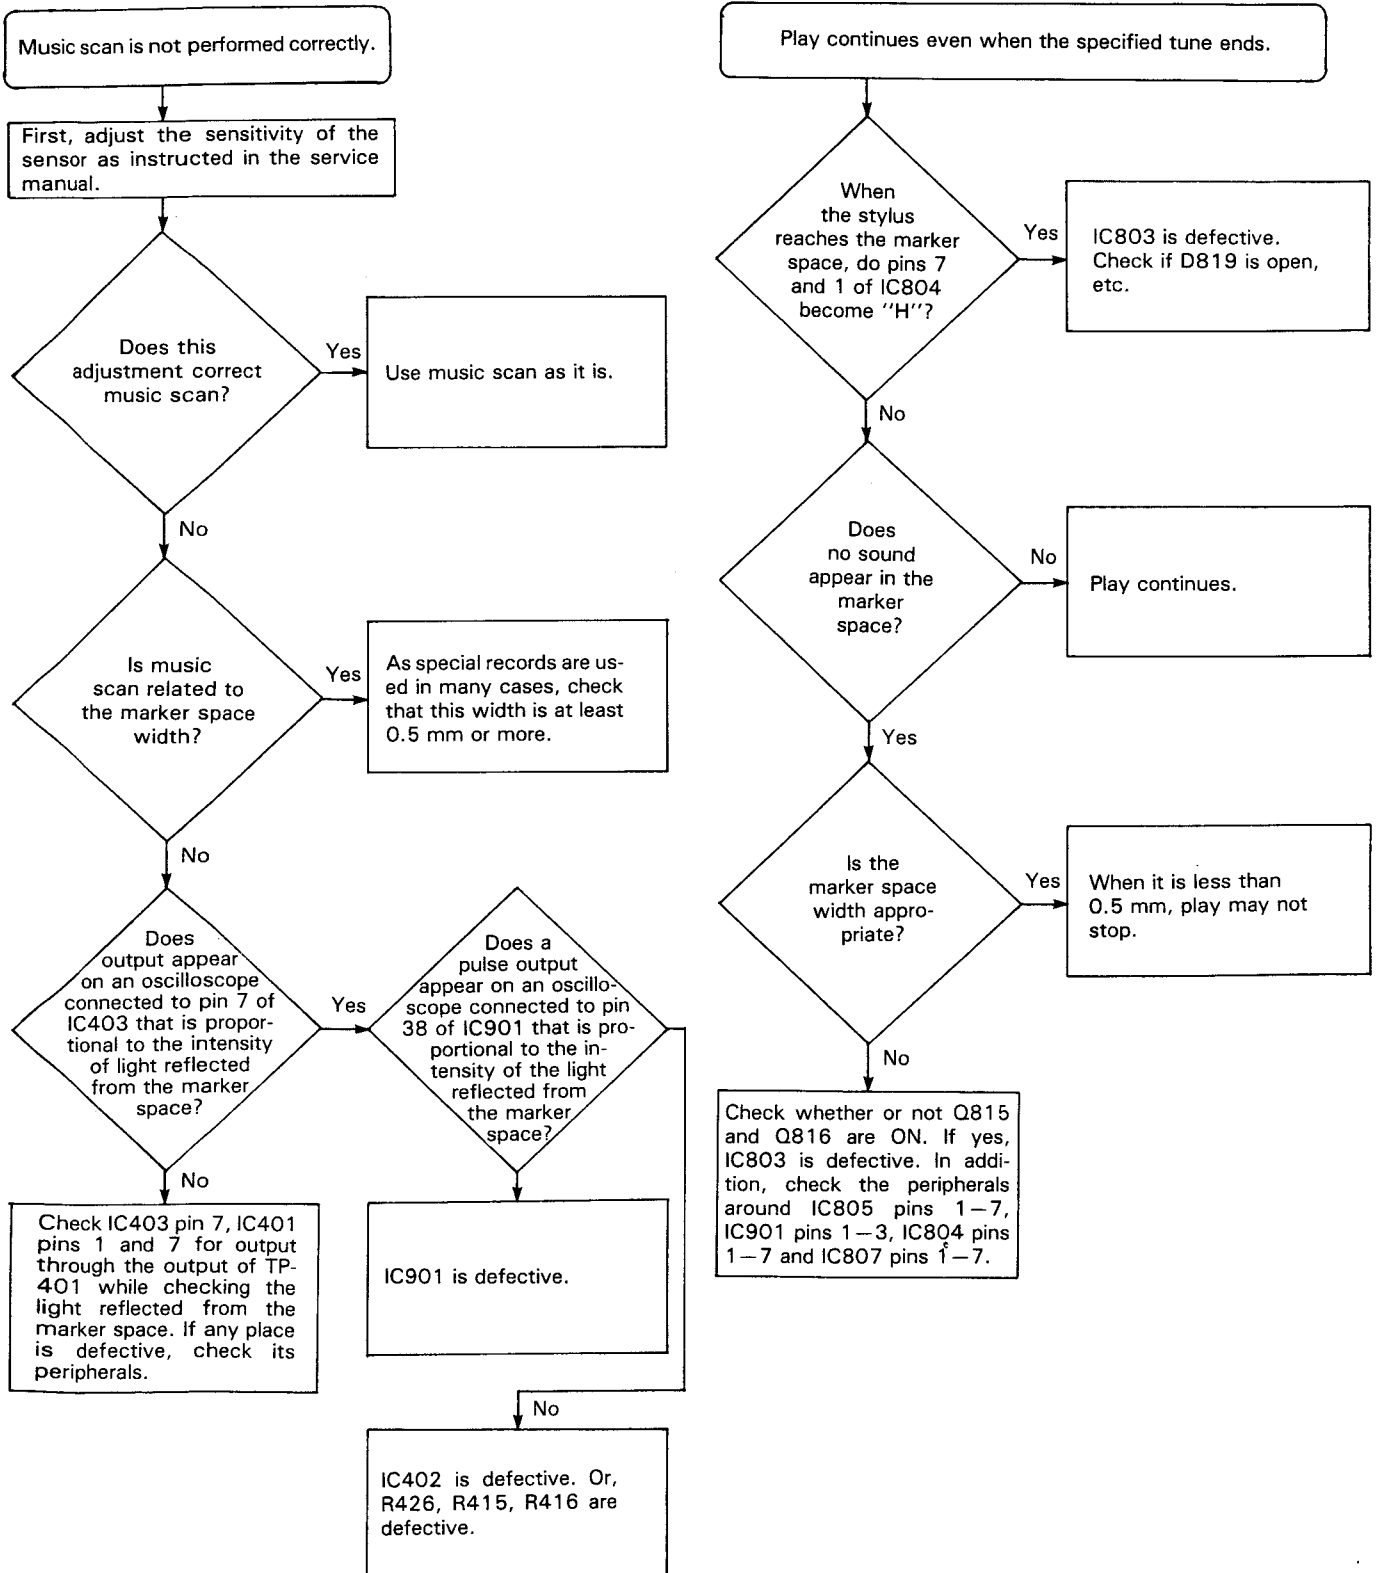 Music scan is not performed correctly.
First, adjust the sensitivity of the
sensor as instructed in the service
manual.
Does this
adjustment correct
music scan?
Yes
Use music scan as it is.
No
Is music
scan related to
the marker space
width?
Yes
As special records are us-
ed in many cases, check
that this width is at least
0.5 mm or more.
No
Does
output appear
on an oscilloscope
connected to pin 7 of
IC403 that is propor-
tional to the intensity
of light reflected
from the marker
space?
Yes
Does a
pulse output
appear on an oscillo-
scope connected to pin
38 of IC901 that is pro-
portional to the in-
tensity of the light
reflected from
the marker
space?
No
Check IC403 pin 7, IC401
pins 1 and 7 for output
through the output of TP-
401 while checking the
light reflected from the
marker space. If any place
is defective, check its
peripherals.
IC901 is defective.
No
IC402 is defective. Or,
R426, R415, R416 are
defective.
Play continues even when the specified tune ends.
When
the stylus
reaches the marker
space, do pins 7
and 1 of IC804
become "H"?
Yes
IC803 is defective.
Check if D819 is open,
etc.
No
Does
no sound
appear in the
marker
space?
No
Play continues.
Yes
Is the
marker space
width appro-
priate?
Yes
When it is less than
0.5 mm, play may not
stop.
No
Check whether or not Q815
and Q816 are ON. If yes,
IC803 is defective. In addi-
tion, check the peripherals
around IC805 pins 1–7,
IC901 pins 1–3, IC804 pins
1–7 and IC807 pins 1–7.